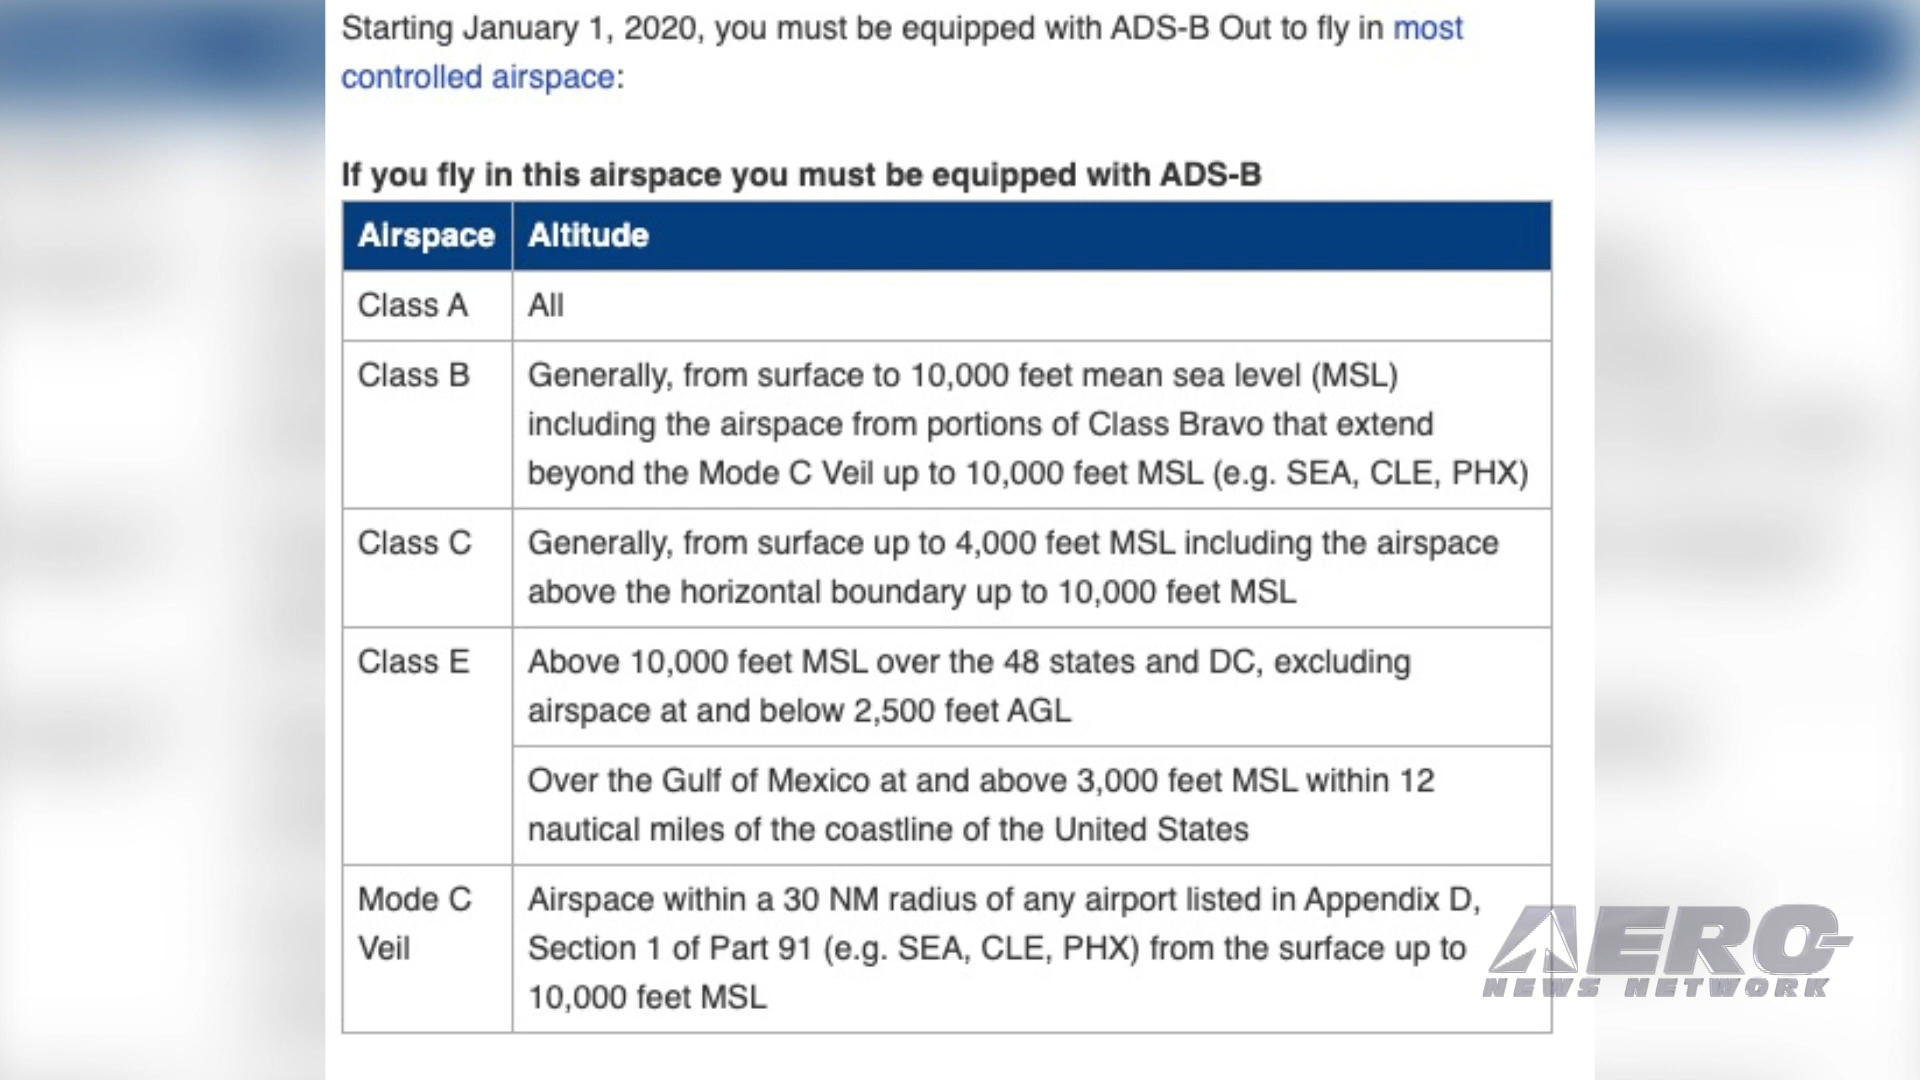 Starting January 1, 2020, you must be equipped with ADS-B Out to fly in most
controlled airspace:
If you fly in this airspace you must be equipped with ADS-B
Airspace Altitude
Class A All
Class B Generally, from surface to 10,000 feet mean sea level (MSL)
including the airspace from portions of Class Bravo that extend
beyond the Mode C Veil up to 10,000 feet MSL (e.g. SEA, CLE, PHX)
Class C Generally, from surface up to 4,000 feet MSL including the airspace
above the horizontal boundary up to 10,000 feet MSL
Class E Above 10,000 feet MSL over the 48 states and DC, excluding
airspace at and below 2,500 feet AGL
Over the Gulf of Mexico at and above 3,000 feet MSL within 12
nautical miles of the coastline of the United States
Mode C Airspace within a 30 NM radius of any airport listed in Appendix D,
Veil Section 1 of Part 91 (e.g. SEA, CLE, PHX) from the surface up to
10,000 feet MSL
AERO-
NEWS NETWORK